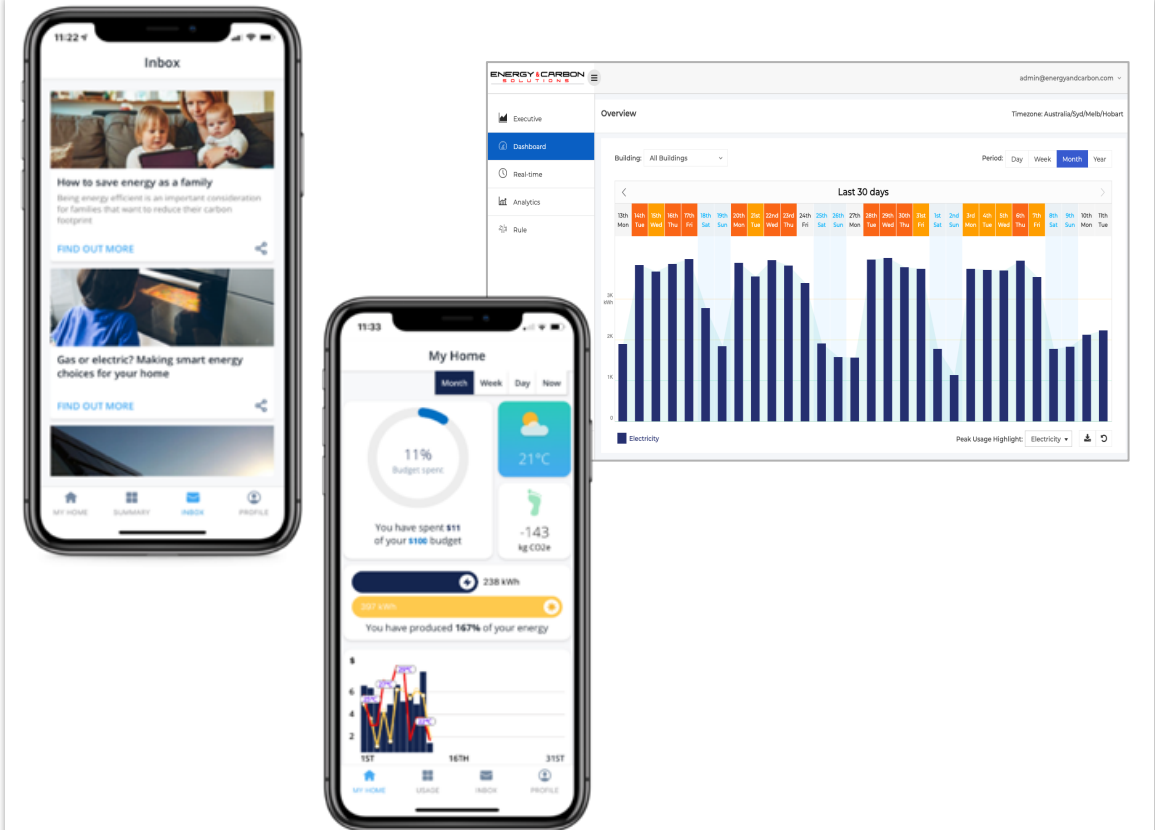 11:22
Inbox
How to save energy as a family
Being energy efficient is an important consideration
for families that want to reduce their carbon
footprint
FIND OUT MORE
Gas or electric? Making smart energy
choices for your home
FIND OUT MORE
MY HOME SUMMARY INBOX PROFILE
ENERGY & CARBON
SOLUTIONS
admin@energyandcarbon.com
Executive
Dashboard
Real-time
Analytics
Rule
Overview
Timezone: Australia/Syd/Melb/Hobart
Building: All Buildings
Period: Day Week Month Year
Last 30 days
13th 14th 15th 16th 17th 18th 19th 20th 21st 22nd 23rd 24th 25th 26th 27th 28th 29th 30th 31st 1st 2nd 3rd 4th 5th 6th 7th 8th 9th 10th 11th
Mon Tue Wed Thu Fri Sat Sun Mon Tue Wed Thu Fri Sat Sun Mon Tue Wed Thu Fri Sat Sun Mon Tue Wed Thu Fri Sat Sun Mon Tue
3K
kWh
2K
1K
0
Electricity
Peak Usage Highlight: Electricity
11:33
My Home
Month Week Day Now
11%
Budget spent
You have spent $11
of your $100 budget
21°C
-143
kg CO2e
238 kWh
397 kWh
You have produced 167% of your energy
$
6
4
2
1ST 16TH 31ST
MY HOME USAGE INBOX PROFILE